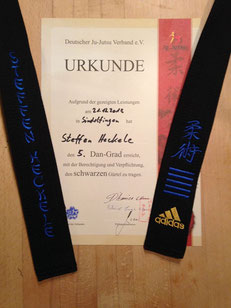 Deutscher Ju-Jutsu Verband e.V.
URKUNDE
Aufgrund der gezeigten Leistungen
in Sindelfingen hat
Steffen Heckele
den 5. Dan-Grad erreicht,
mit der Berechtigung und Verpflichtung,
den schwarzen Gürtel zu tragen.
柔術
adidas
STEFFEN HECKELE